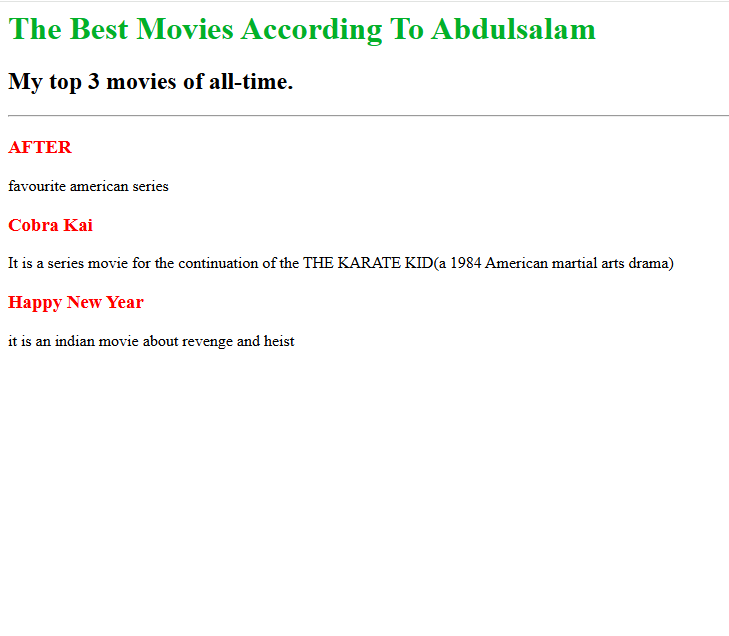 The Best Movies According To Abdulsalam
My top 3 movies of all-time.
AFTER
favourite american series
Cobra Kai
It is a series movie for the continuation of the THE KARATE KID(a 1984 American martial arts drama)
Happy New Year
it is an indian movie about revenge and heist